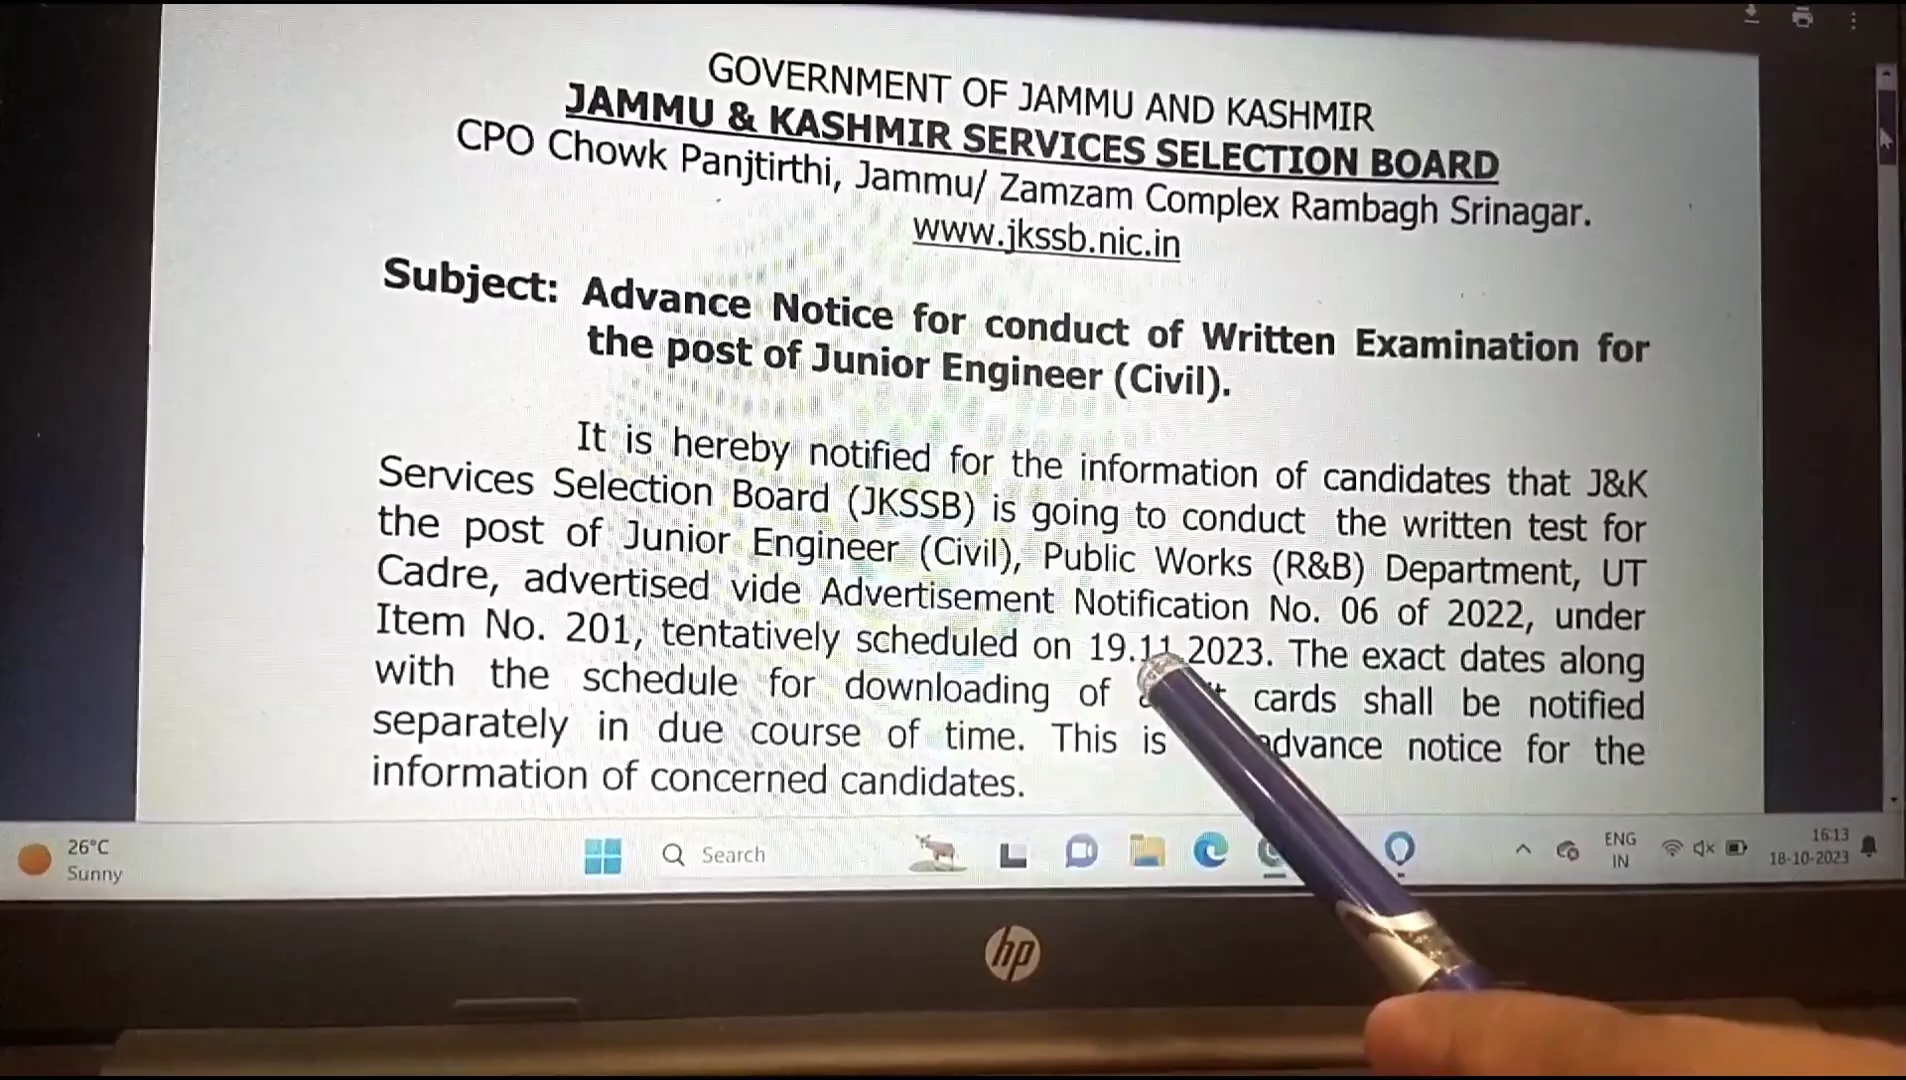 GOVERNMENT OF JAMMU AND KASHMIR
JAMMU & KASHMIR SERVICES SELECTION BOARD
CPO Chowk Panjtirthi, Jammu/ Zamzam Complex Rambagh Srinagar.
www.jkssb.nic.in
Subject: Advance Notice for conduct of Written Examination for
the post of Junior Engineer (Civil).
It is hereby notified for the information of candidates that J&K
Services Selection Board (JKSSB) is going to conduct the written test for
the post of Junior Engineer (Civil), Public Works (R&B) Department, UT
Cadre, advertised vide Advertisement Notification No. 06 of 2022, under
Item No. 201, tentatively scheduled on 19.11.2023. The exact dates along
with the schedule for downloading of cards shall be notified
separately in due course of time. This is advance notice for the
information of concerned candidates.
26°C
Sunny
Search
ENG
IN
16:13
18-10-2023
hp